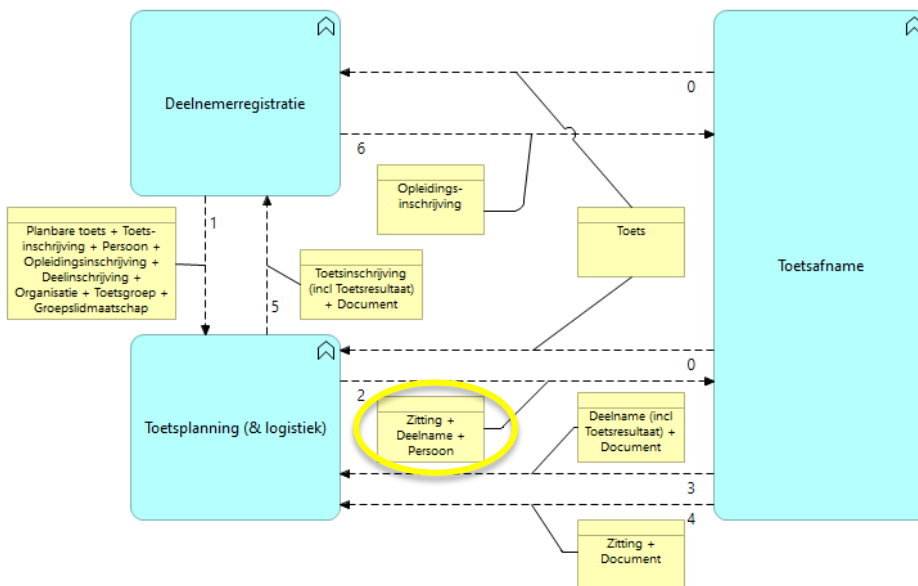 Deelnemerregistratie
0
6
Opleidings-
inschrijving
1
Planbare toets + Toets-
inschrijving + Persoon +
Opleidingsinschrijving +
Deelinschrijving +
Organisatie + Toetsgroep +
Groepslidmaatschap
Toetsinschrijving
(incl Toetsresultaat)
+ Document
5
Toets
Toetsafname
Toetsplanning (& logistiek)
0
2
Zitting +
Deelname +
Persoon
Deelname (incl
Toetsresultaat) +
Document
3
4
Zitting +
Document